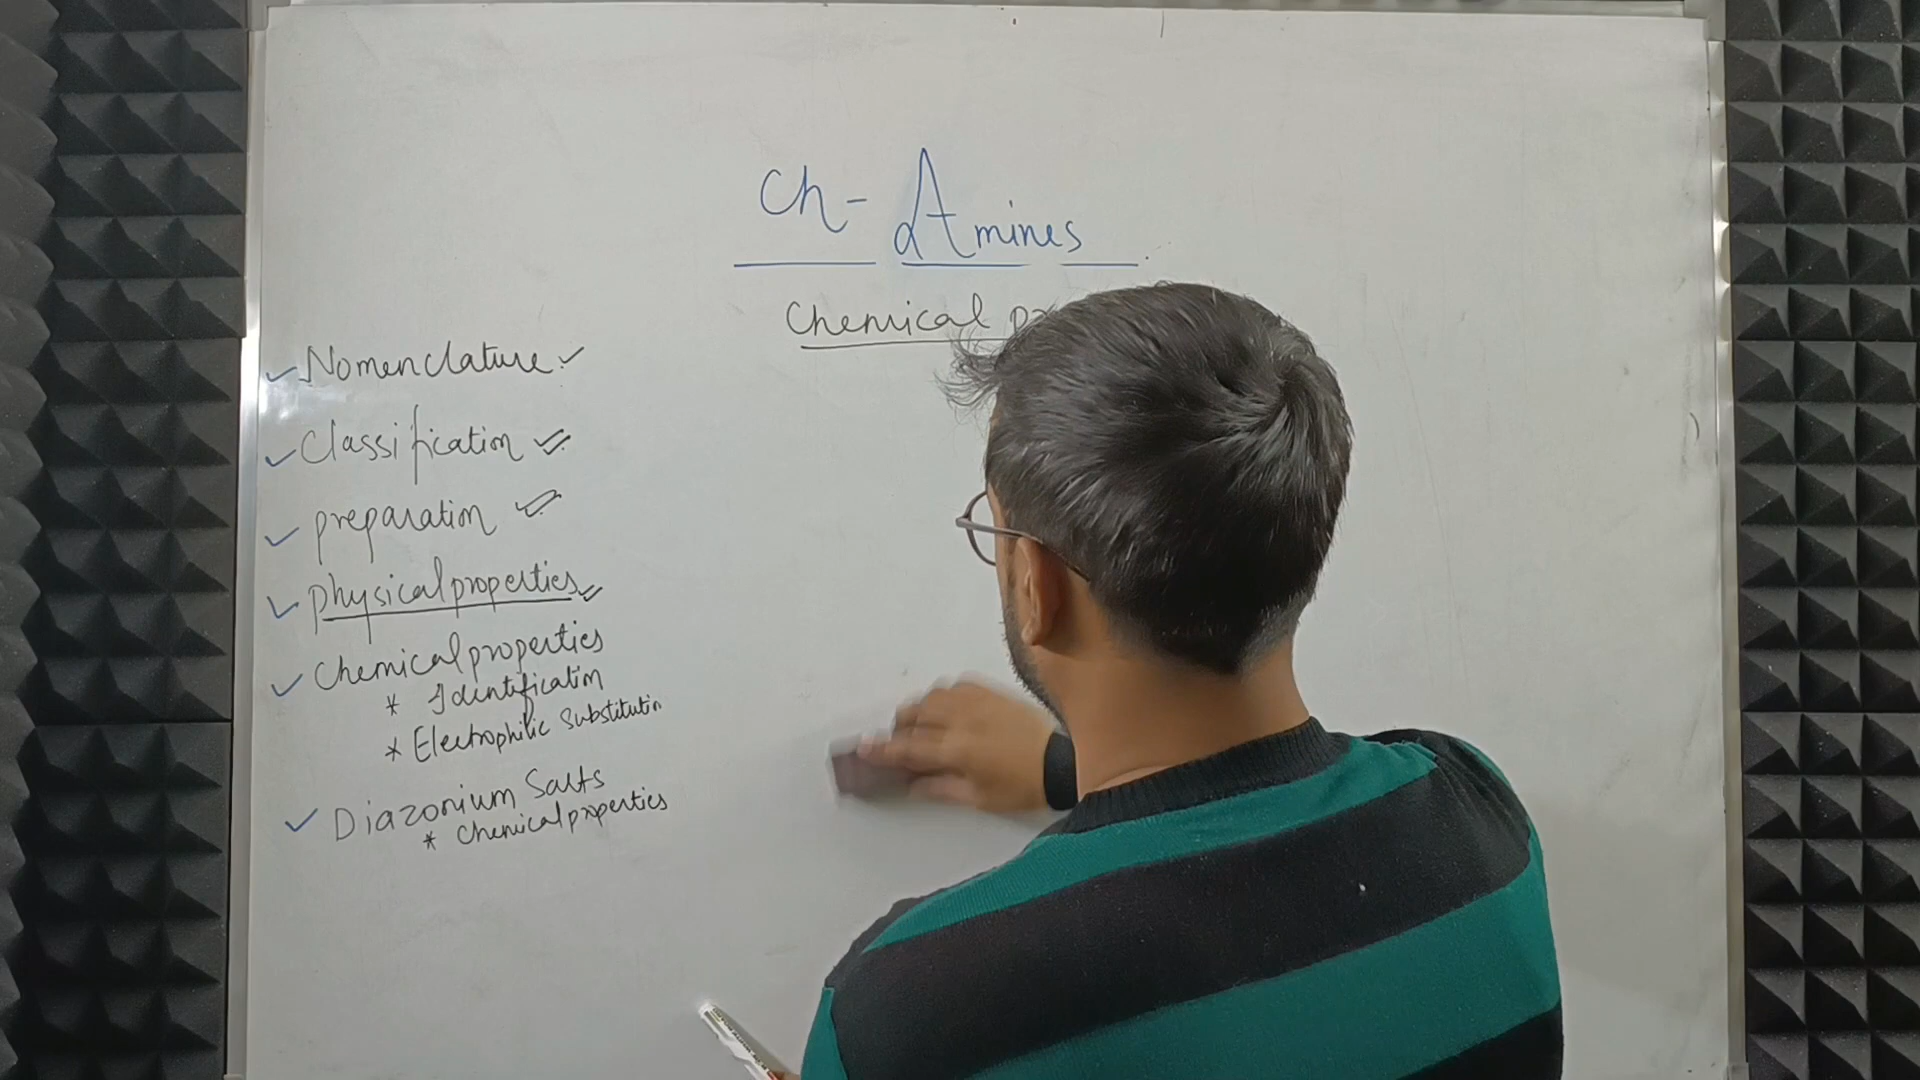 Ch- Amines
Chemical
Nomenclature
Classification
preparation
physical properties
Chemical properties
* Identification
* Electrophilic Substitution
Diazonium Salts
* Chemical properties